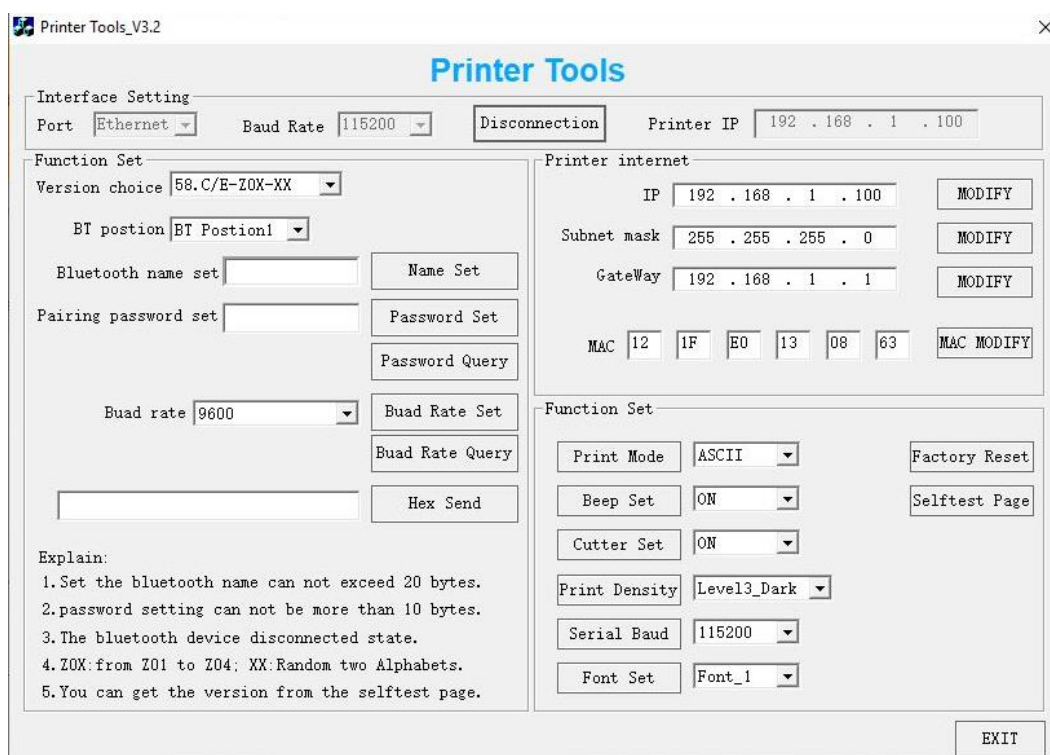 Printer Tools_V3.2
Printer Tools
Interface Setting
Port Ethernet Baud Rate 115200 Disconnection Printer IP 192 . 168 . 1 . 100
Function Set
Version choice 58.C/E-Z0X-XX
BT postion BT Postion1
Bluetooth name set Name Set
Pairing password set Password Set
Password Query
Buad rate 9600 Buad Rate Set
Buad Rate Query
Hex Send
Explain:
1.Set the bluetooth name can not exceed 20 bytes.
2.password setting can not be more than 10 bytes.
3.The bluetooth device disconnected state.
4.Z0X:from Z01 to Z04; XX:Random two Alphabets.
5.You can get the version from the selftest page.
Printer internet
IP 192 . 168 . 1 . 100 MODIFY
Subnet mask 255 . 255 . 255 . 0 MODIFY
GateWay 192 . 168 . 1 . 1 MODIFY
MAC 12 1F E0 13 08 63 MAC MODIFY
Function Set
Print Mode ASCII Factory Reset
Beep Set ON Selftest Page
Cutter Set ON
Print Density Level3_Dark
Serial Baud 115200
Font Set Font_1
EXIT